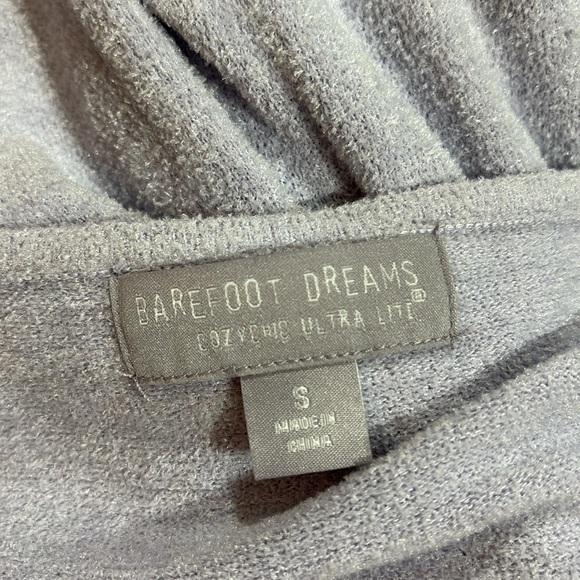 BAREFOOT DREAMS®
COZYCHIC ULTRA LITE
S
MADE IN
CHINA